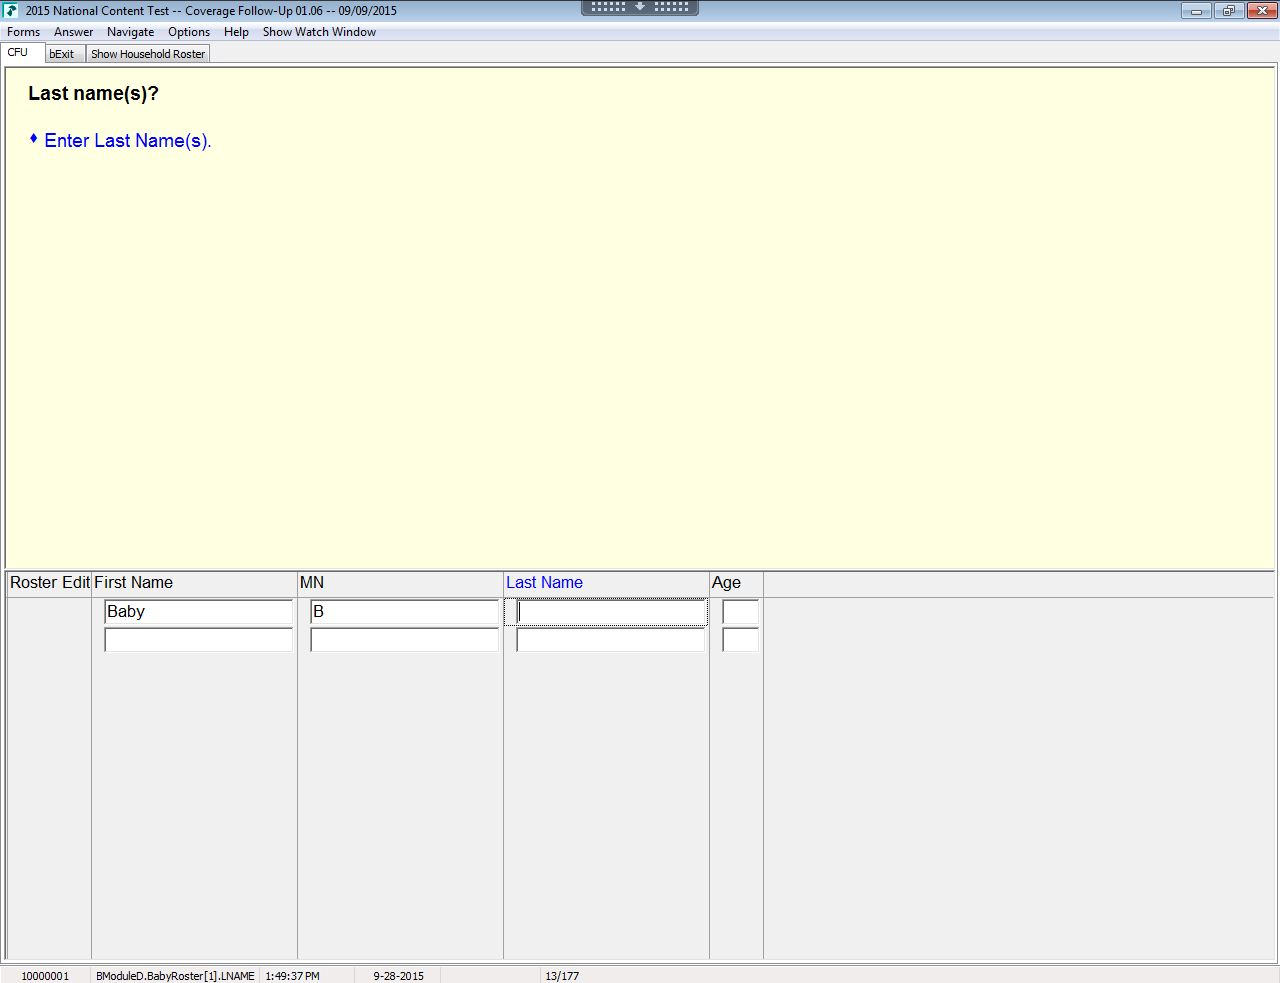 2015 National Content Test -- Coverage Follow-Up 01.06 -- 09/09/2015
Forms Answer Navigate Options Help Show Watch Window
CFU bExit Show Household Roster
Last name(s)?
♦ Enter Last Name(s).
Roster Edit First Name MN Last Name Age
Baby B
10000001 BModuleD.BabyRoster[1].LNAME 1:49:37 PM 9-28-2015 13/177